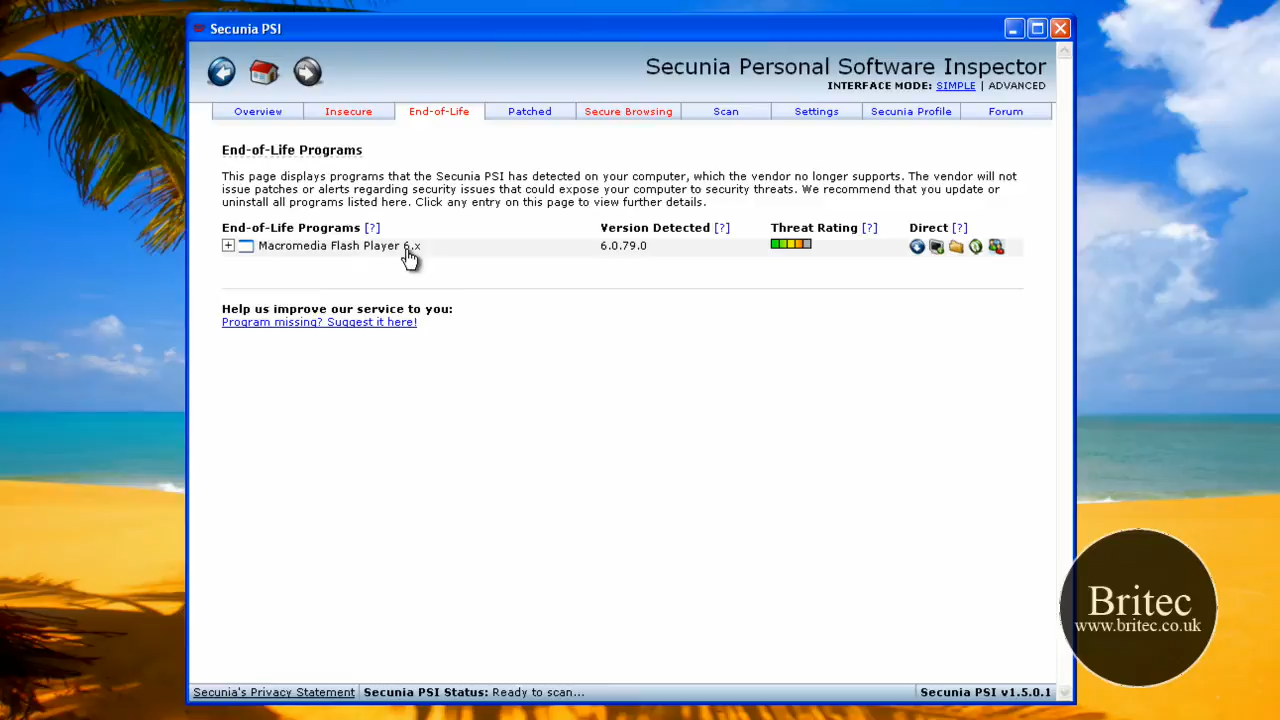 Secunia PSI
Secunia Personal Software Inspector
INTERFACE MODE: SIMPLE | ADVANCED
Overview Insecure End-of-Life Patched Secure Browsing Scan Settings Secunia Profile Forum
End-of-Life Programs
This page displays programs that the Secunia PSI has detected on your computer, which the vendor no longer supports. The vendor will not
issue patches or alerts regarding security issues that could expose your computer to security threats. We recommend that you update or
uninstall all programs listed here. Click any entry on this page to view further details.
End-of-Life Programs [?] Version Detected [?] Threat Rating [?] Direct [?]
Macromedia Flash Player 6.x 6.0.79.0
Help us improve our service to you:
Program missing? Suggest it here!
Britec
www.britec.co.uk
Secunia's Privacy Statement Secunia PSI Status: Ready to scan... Secunia PSI v1.5.0.1